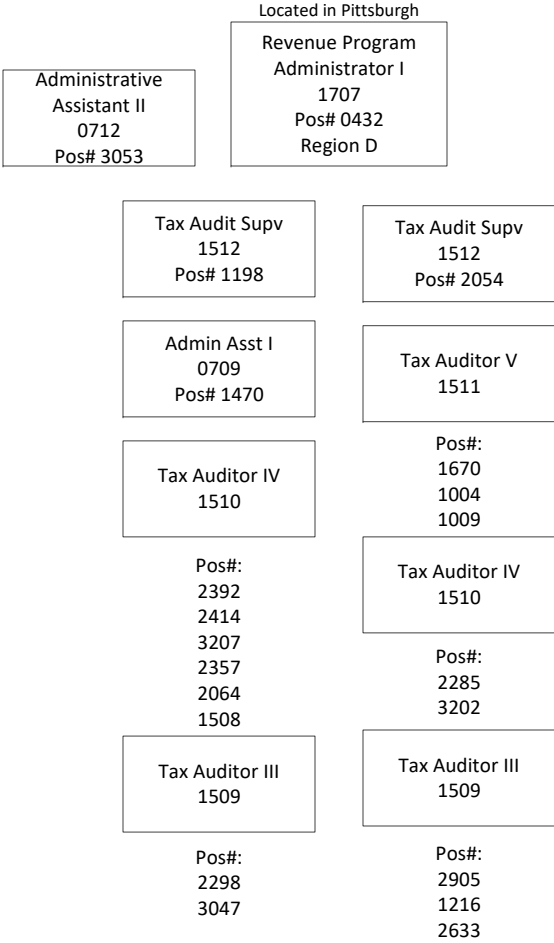 Located in Pittsburgh
Revenue Program
Administrator I
1707
Pos# 0432
Region D
Administrative
Assistant II
0712
Pos# 3053
Tax Audit Supv
1512
Pos# 1198
Admin Asst I
0709
Pos# 1470
Tax Auditor IV
1510
Pos#:
2392
2414
3207
2357
2064
1508
Tax Auditor III
1509
Pos#:
2298
3047
Tax Audit Supv
1512
Pos# 2054
Tax Auditor V
1511
Pos#:
1670
1004
1009
Tax Auditor IV
1510
Pos#:
2285
3202
Tax Auditor III
1509
Pos#:
2905
1216
2633